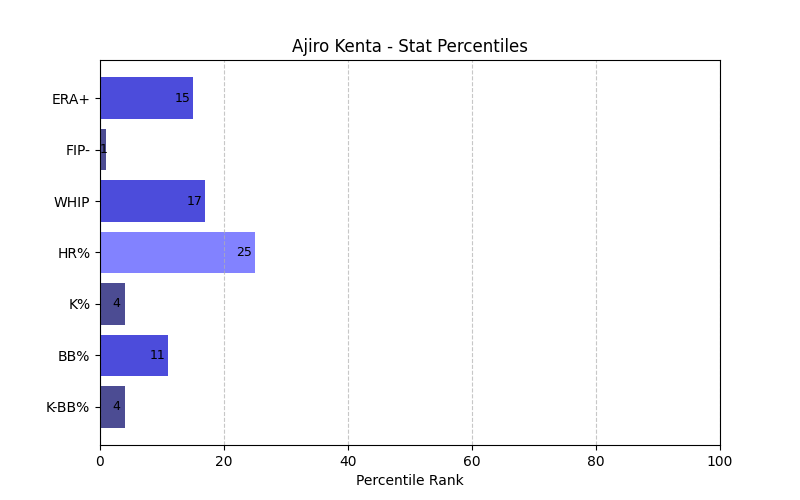 Ajiro Kenta - Stat Percentiles
ERA+ 15
FIP- 1
WHIP 17
HR% 25
K% 4
BB% 11
K-BB% 4
0 20 40 60 80 100
Percentile Rank